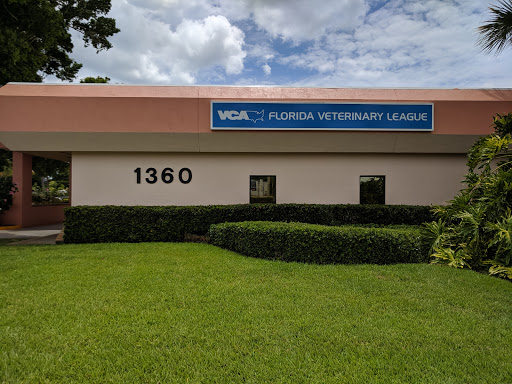 VCA FLORIDA VETERINARY LEAGUE
1360